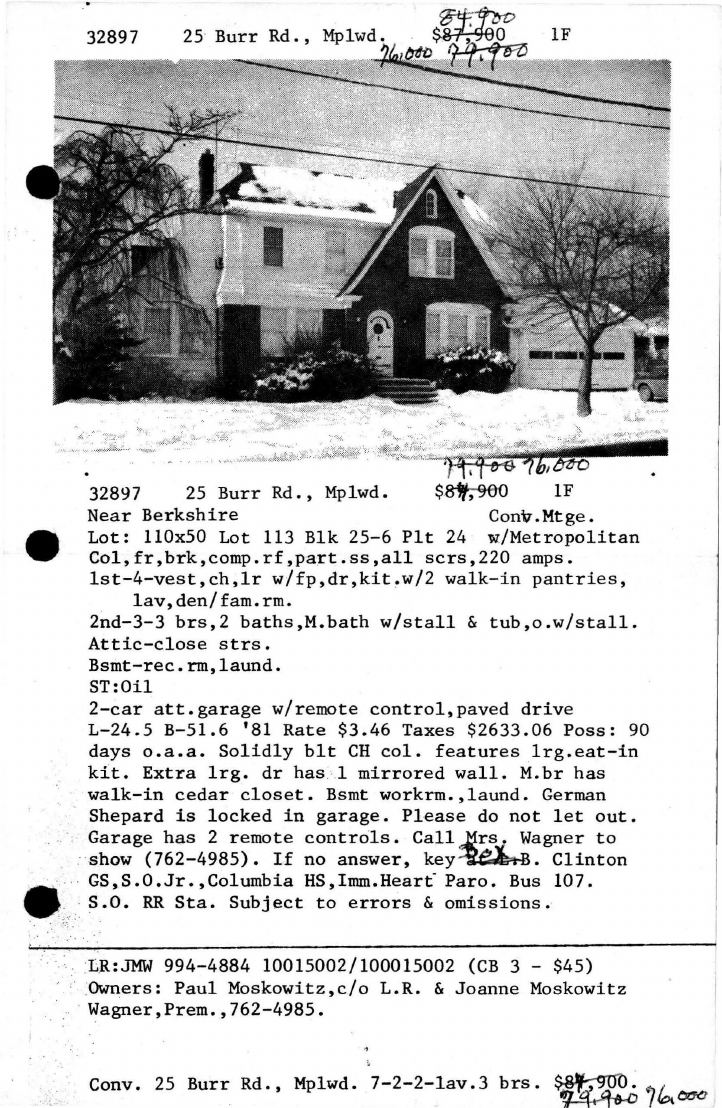 84,900
32897 25 Burr Rd., Mplwd. $87,900 1F
76,000 79,900
79,900 76,000
32897 25 Burr Rd., Mplwd. $84,900 1F
Near Berkshire Conv.Mtge.
Lot: 110x50 Lot 113 Blk 25-6 Plt 24 w/Metropolitan
Col,fr,brk,comp.rf,part.ss,all scrs,220 amps.
1st-4-vest,ch,lr w/fp,dr,kit.w/2 walk-in pantries,
lav,den/fam.rm.
2nd-3-3 brs,2 baths,M.bath w/stall & tub,o.w/stall.
Attic-close strs.
Bsmt-rec.rm,laund.
ST:Oil
2-car att.garage w/remote control,paved drive
L-24.5 B-51.6 '81 Rate $3.46 Taxes $2633.06 Poss: 90
days o.a.a. Solidly blt CH col. features lrg.eat-in
kit. Extra lrg. dr has 1 mirrored wall. M.br has
walk-in cedar closet. Bsmt workrm.,laund. German
Shepard is locked in garage. Please do not let out.
Garage has 2 remote controls. Call Mrs. Wagner to
show (762-4985). If no answer, key Box B. Clinton
GS,S.O.Jr.,Columbia HS,Imm.Heart Paro. Bus 107.
S.O. RR Sta. Subject to errors & omissions.
LR:JMW 994-4884 10015002/100015002 (CB 3 - $45)
Owners: Paul Moskowitz,c/o L.R. & Joanne Moskowitz
Wagner,Prem.,762-4985.
Conv. 25 Burr Rd., Mplwd. 7-2-2-lav.3 brs. $84,900.
79,900 76,000